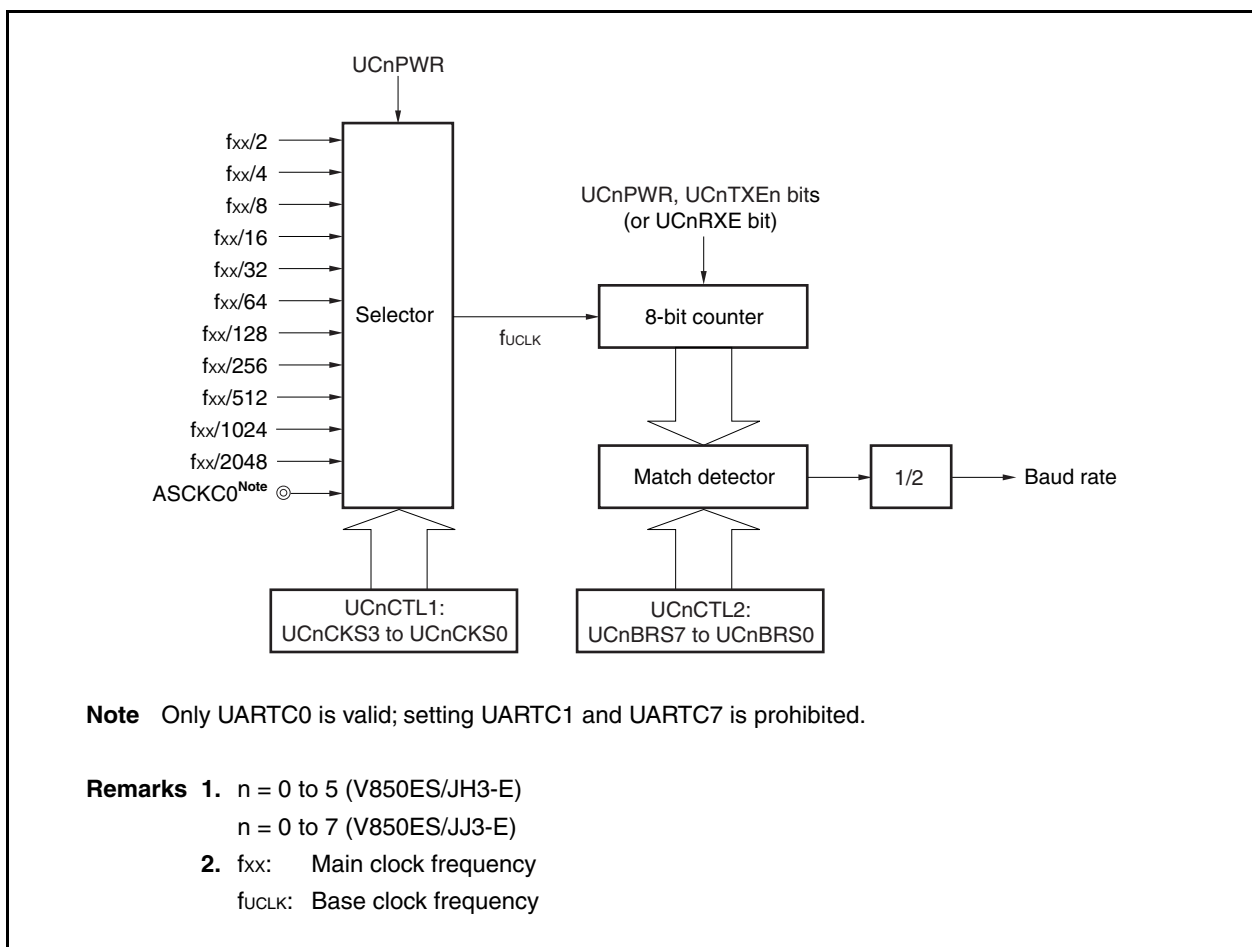 UCnPWR
fxx/2
fxx/4
fxx/8
fxx/16
fxx/32
fxx/64
fxx/128
fxx/256
fxx/512
fxx/1024
fxx/2048
ASCKC0Note
Selector
fUCLK
UCnPWR, UCnTXEn bits
(or UCnRXE bit)
8-bit counter
Match detector
1/2
Baud rate
UCnCTL1:
UCnCKS3 to UCnCKS0
UCnCTL2:
UCnBRS7 to UCnBRS0
Note Only UARTC0 is valid; setting UARTC1 and UARTC7 is prohibited.
Remarks 1. n = 0 to 5 (V850ES/JH3-E)
n = 0 to 7 (V850ES/JJ3-E)
2. fxx: Main clock frequency
fUCLK: Base clock frequency